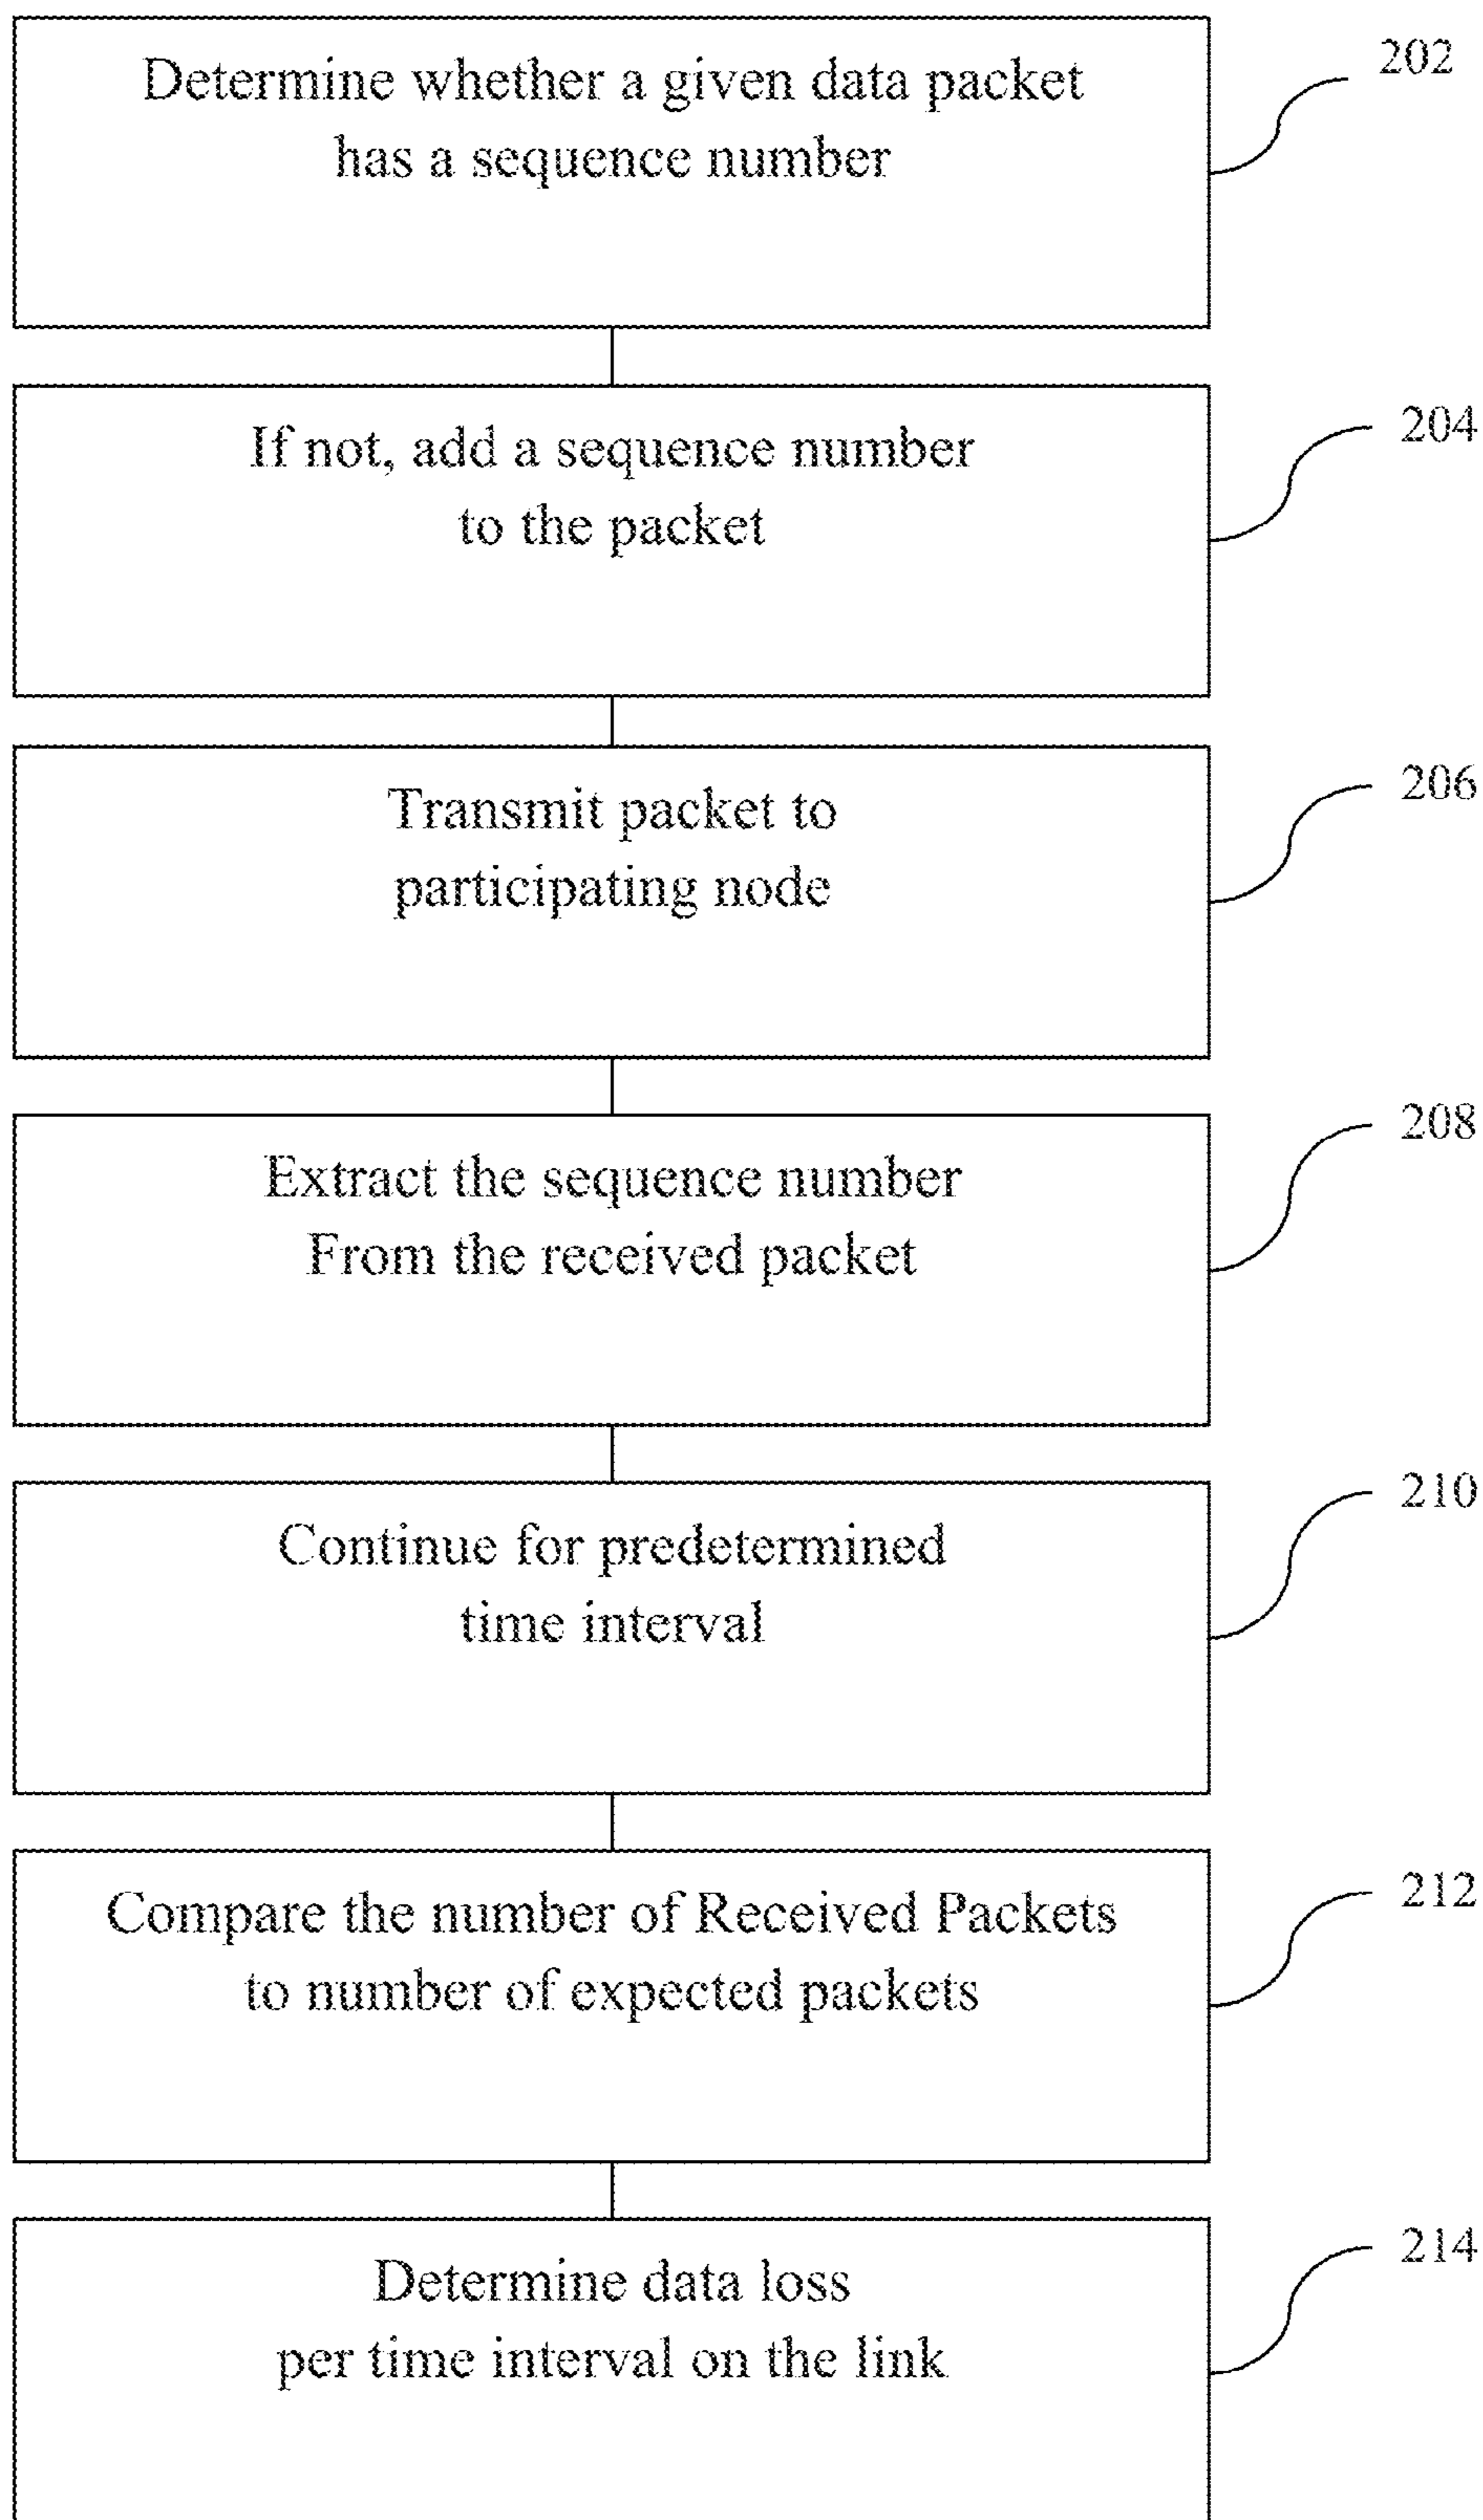 Determine whether a given data packet
has a sequence number
202
If not, add a sequence number
to the packet
204
Transmit packet to
participating node
206
Extract the sequence number
From the received packet
208
Continue for predetermined
time interval
210
Compare the number of Received Packets
to number of expected packets
212
Determine data loss
per time interval on the link
214